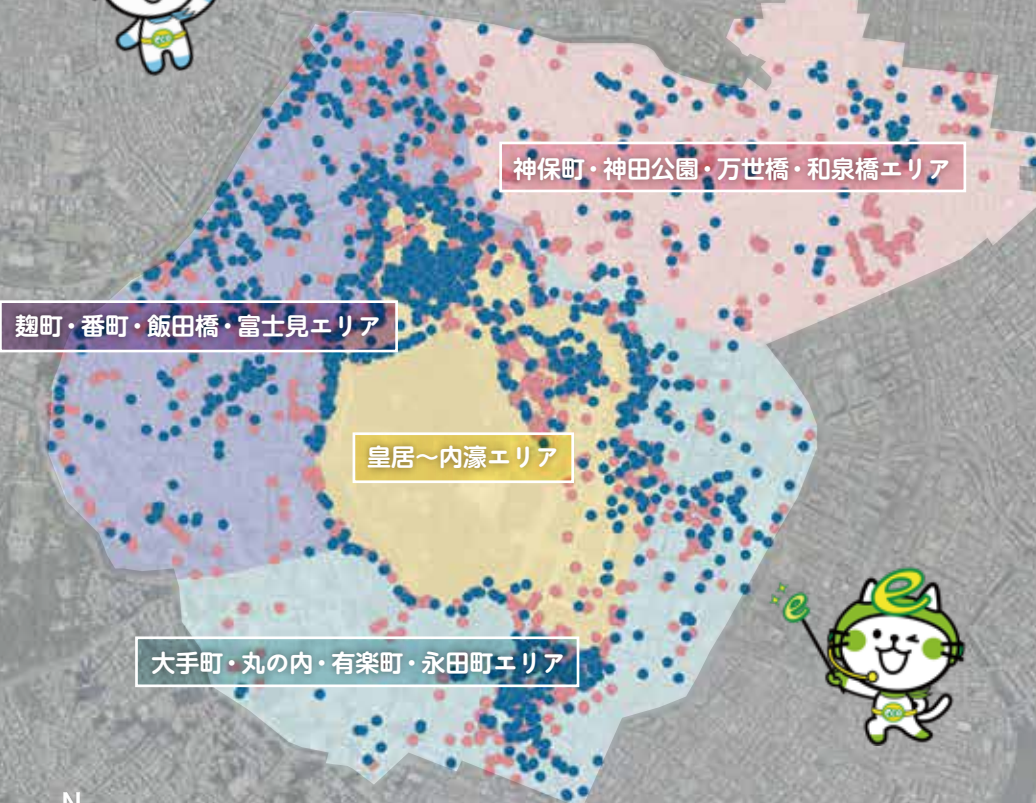 eco
神保町・神田公園・万世橋・和泉橋エリア
麹町・番町・飯田橋・富士見エリア
皇居～内濠エリア
大手町・丸の内・有楽町・永田町エリア
e
e
eco
N